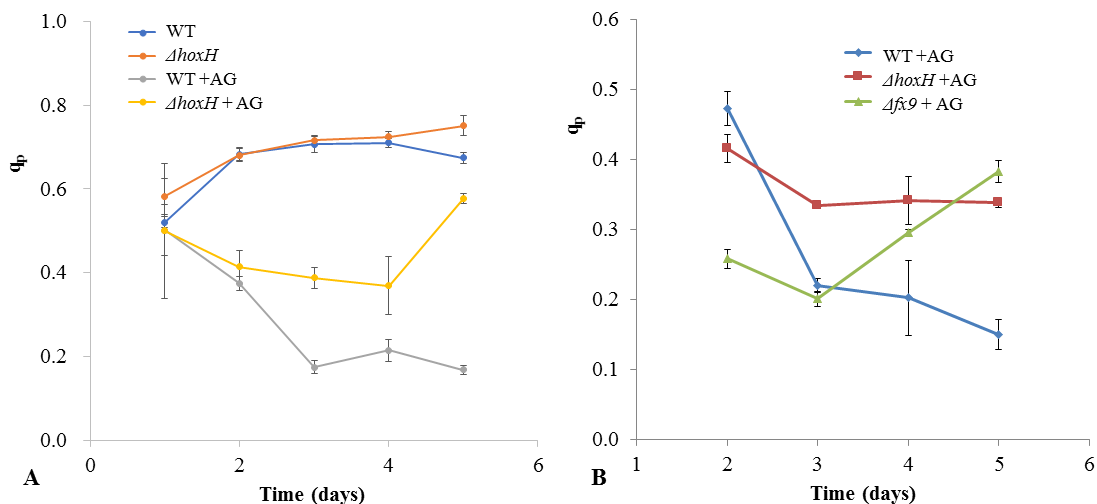 1.0
0.8
0.6
0.4
0.2
0.0
qp
WT
ΔhoxH
WT +AG
ΔhoxH + AG
0 2 4 6
Time (days)
A
0.6
0.5
0.4
0.3
0.2
0.1
0.0
qp
WT +AG
ΔhoxH +AG
Δfx9 + AG
1 2 3 4 5 6
Time (days)
B